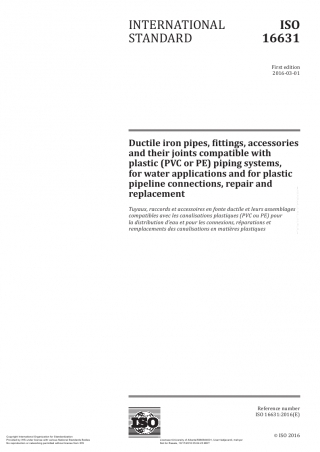 INTERNATIONAL
STANDARD
ISO
16631
First edition
2016-03-01
Ductile iron pipes, fittings, accessories
and their joints compatible with
plastic (PVC or PE) piping systems,
for water applications and for plastic
pipeline connections, repair and
replacement
Tuyaux, raccords et accessoires en fonte ductile et leurs assemblages
compatibles avec les canalisations plastiques (PVC ou PE) pour
la distribution d'eau et pour les connexions, réparations et
remplacements des canalisations en matières plastiques
ISO
Reference number
ISO 16631:2016(E)
© ISO 2016